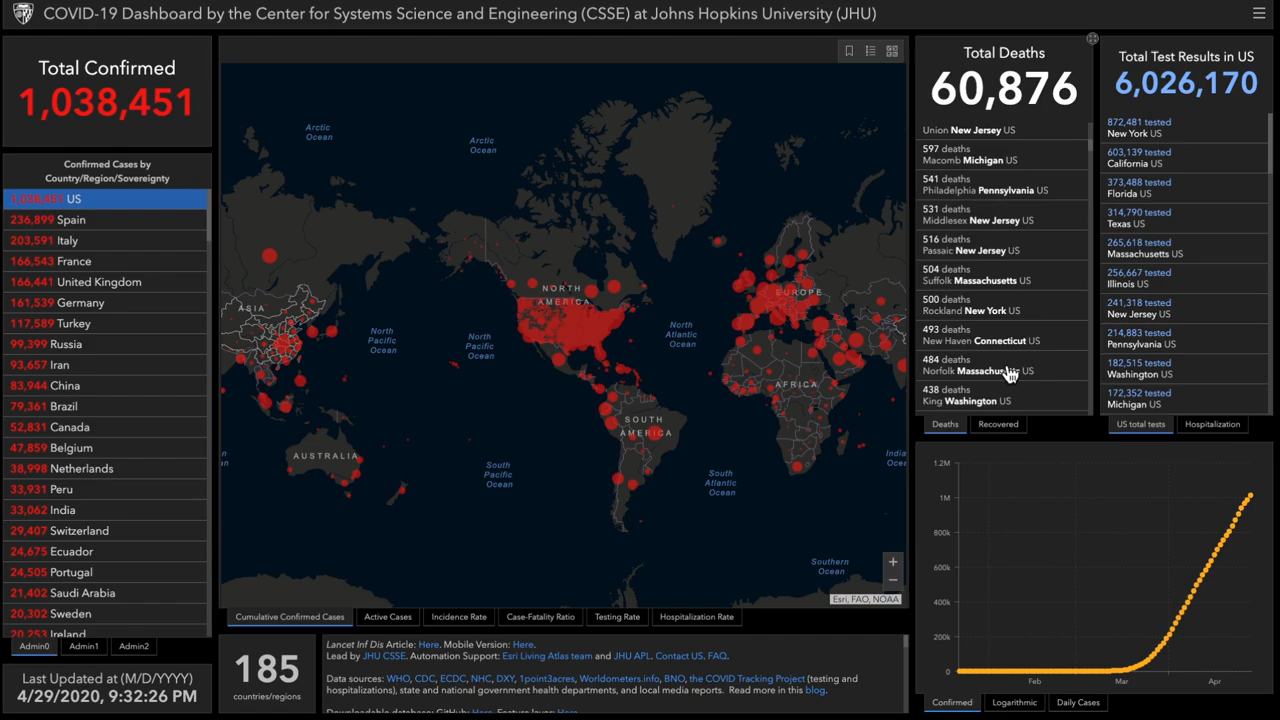 COVID-19 Dashboard by the Center for Systems Science and Engineering (CSSE) at Johns Hopkins University (JHU)
Total Confirmed
1,038,451
Confirmed Cases by
Country/Region/Sovereignty
1,038,451 US
236,899 Spain
203,591 Italy
166,543 France
166,441 United Kingdom
161,539 Germany
117,589 Turkey
99,399 Russia
93,657 Iran
83,944 China
79,361 Brazil
52,831 Canada
47,859 Belgium
38,998 Netherlands
33,931 Peru
33,062 India
29,407 Switzerland
24,675 Ecuador
24,505 Portugal
21,402 Saudi Arabia
20,302 Sweden
20,253 Ireland
Admin0
Admin1
Admin2
Last Updated at (M/D/YYYY)
4/29/2020, 9:32:26 PM
Arctic
Ocean
Arctic
Ocean
ASIA
NORTH
AMERICA
EUROPE
North
Pacific
Ocean
North
Pacific
Ocean
North
Atlantic
Ocean
AFRICA
SOUTH
AMERICA
AUSTRALIA
South
Pacific
Ocean
South
Atlantic
Ocean
India
Ocean
Southern
Ocean
+
−
Esri, FAO, NOAA
Cumulative Confirmed Cases
Active Cases
Incidence Rate
Case-Fatality Ratio
Testing Rate
Hospitalization Rate
185
countries/regions
Lancet Inf Dis Article: Here. Mobile Version: Here.
Lead by JHU CSSE. Automation Support: Esri Living Atlas team and JHU APL. Contact US. FAQ.
Data sources: WHO, CDC, ECDC, NHC, DXY, 1point3acres, Worldometers.info, BNO, the COVID Tracking Project (testing and
hospitalizations), state and national government health departments, and local media reports. Read more in this blog.
Downloadable database: GitHub: Here. Feature layer: Here.
Total Deaths
60,876
Union New Jersey US
597 deaths
Macomb Michigan US
541 deaths
Philadelphia Pennsylvania US
531 deaths
Middlesex New Jersey US
516 deaths
Passaic New Jersey US
504 deaths
Suffolk Massachusetts US
500 deaths
Rockland New York US
493 deaths
New Haven Connecticut US
484 deaths
Norfolk Massachusetts US
438 deaths
King Washington US
Deaths
Recovered
Total Test Results in US
6,026,170
872,481 tested
New York US
603,139 tested
California US
373,488 tested
Florida US
314,790 tested
Texas US
265,618 tested
Massachusetts US
256,667 tested
Illinois US
241,318 tested
New Jersey US
214,883 tested
Pennsylvania US
182,515 tested
Washington US
172,352 tested
Michigan US
US total tests
Hospitalization
1.2M
1M
800k
600k
400k
200k
0
Feb
Mar
Apr
Confirmed
Logarithmic
Daily Cases